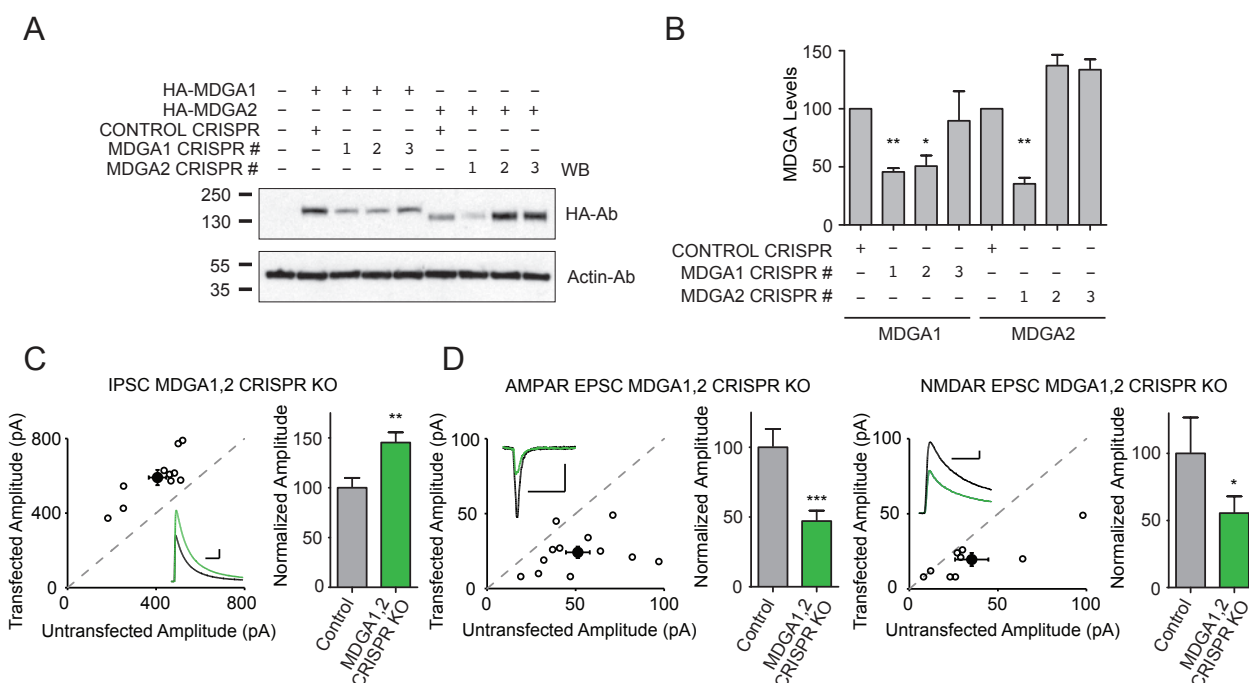 A
HA-MDGA1 – + + + + – – – –
HA-MDGA2 – – – – – + + + +
CONTROL CRISPR – + – – – + – – –
MDGA1 CRISPR # – – 1 2 3 – – – –
MDGA2 CRISPR # – – – – – – 1 2 3 WB
250
130
HA-Ab
55
35
Actin-Ab
B
MDGA Levels
150
100
50
0
** * **
CONTROL CRISPR + – – – + – – –
MDGA1 CRISPR # – 1 2 3 – – – –
MDGA2 CRISPR # – – – – – 1 2 3
MDGA1 MDGA2
C
IPSC MDGA1,2 CRISPR KO
Transfected Amplitude (pA)
800
400
0
0 400 800
Untransfected Amplitude (pA)
Normalized Amplitude
150
100
50
0
**
Control
MDGA1,2
CRISPR KO
D
AMPAR EPSC MDGA1,2 CRISPR KO
Transfected Amplitude (pA)
100
50
0
0 50 100
Untransfected Amplitude (pA)
Normalized Amplitude
100
50
0
***
Control
MDGA1,2
CRISPR KO
NMDAR EPSC MDGA1,2 CRISPR KO
Transfected Amplitude (pA)
100
50
0
0 50 100
Untransfected Amplitude (pA)
Normalized Amplitude
100
50
0
*
Control
MDGA1,2
CRISPR KO